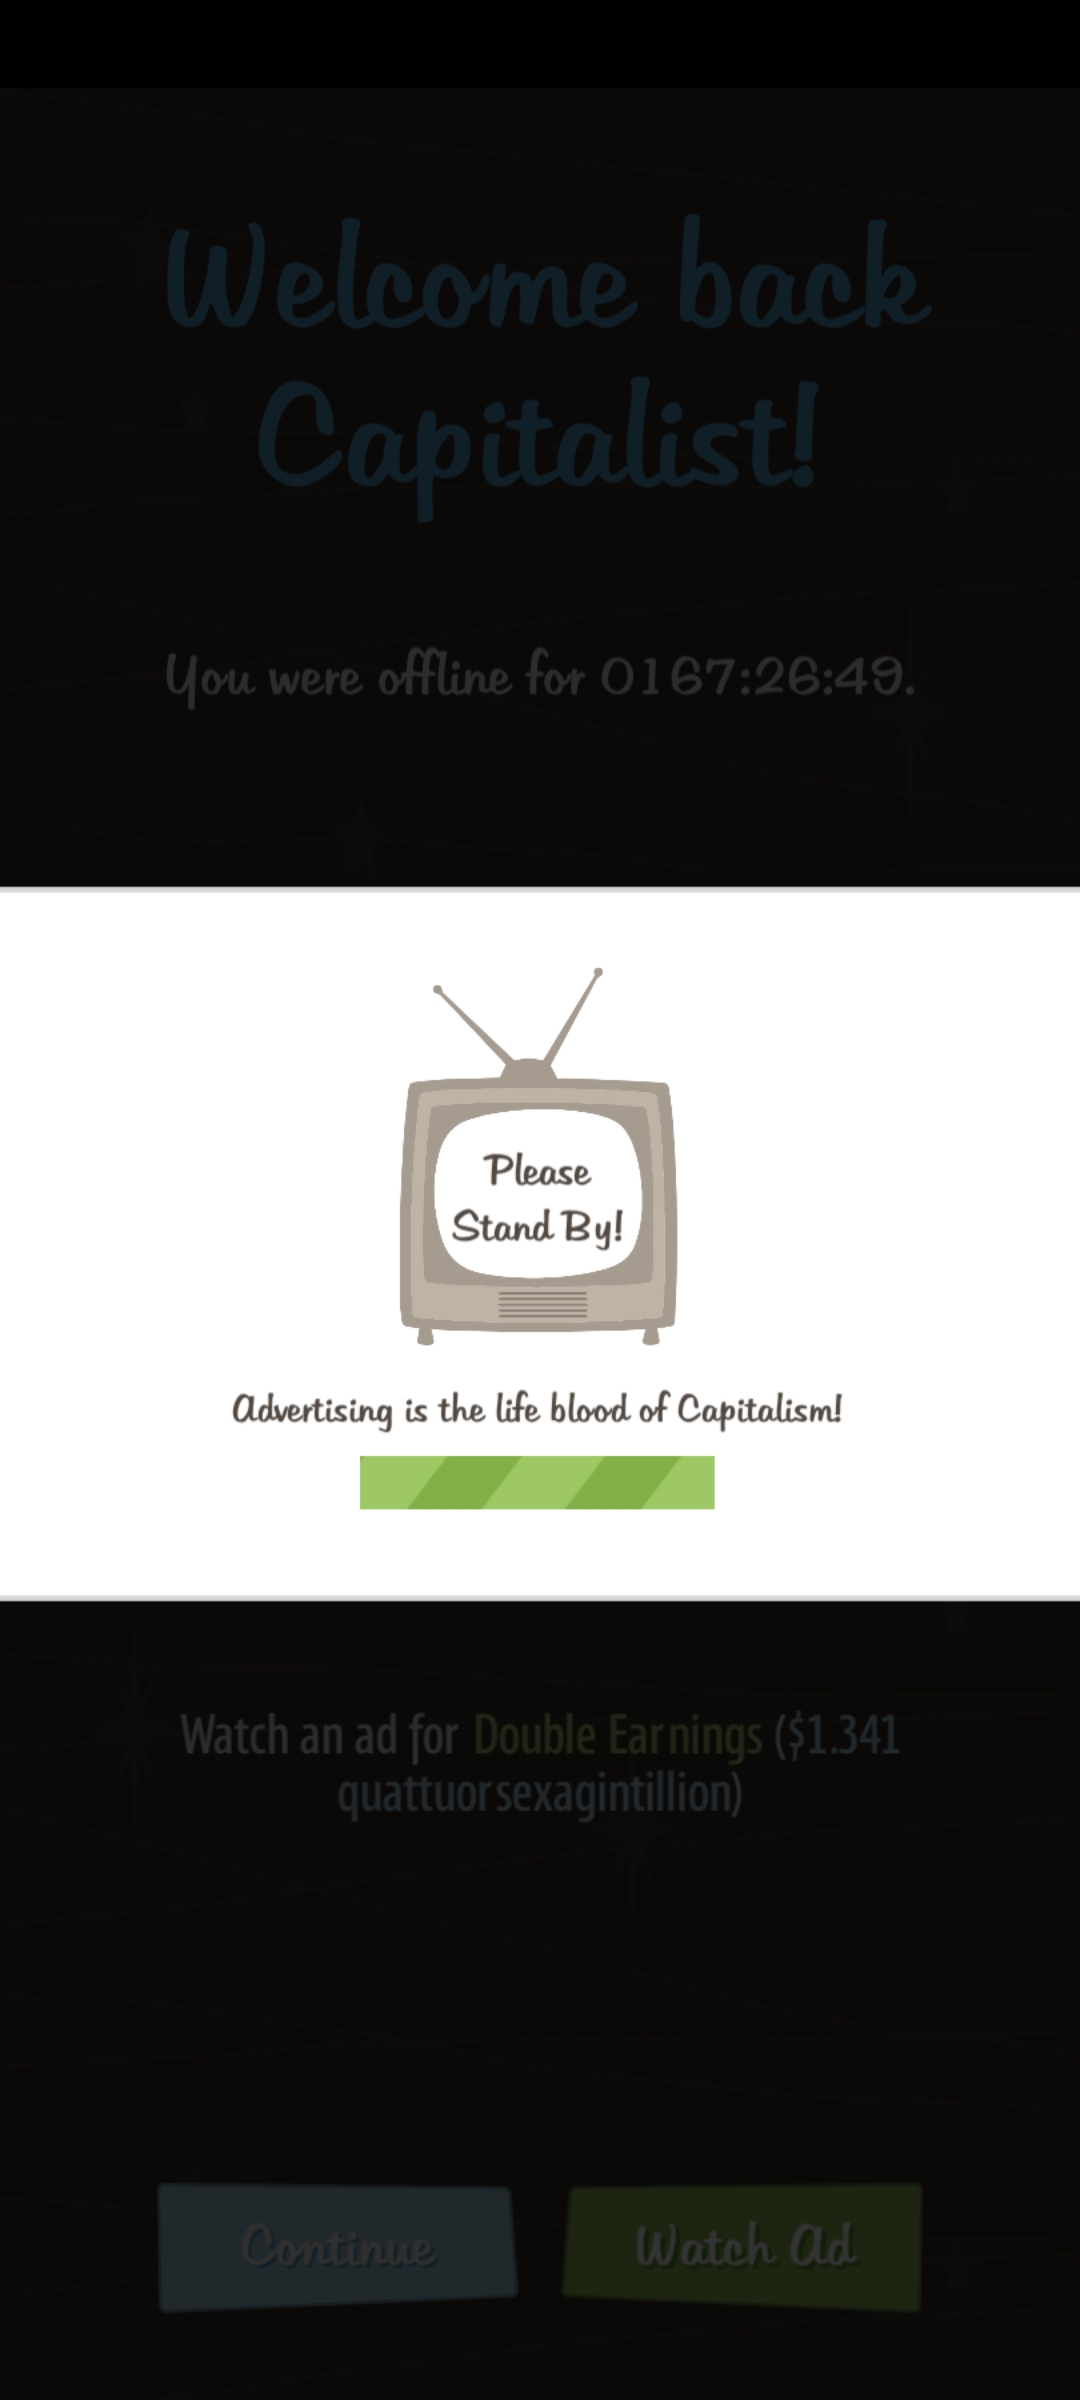 Welcome back
Capitalist!
You were offline for 0167:26:49.
Please
Stand By!
Advertising is the life blood of Capitalism!
Watch an ad for Double Earnings ($1.341
quattuorsexagintillion)
Continue
Watch Ad